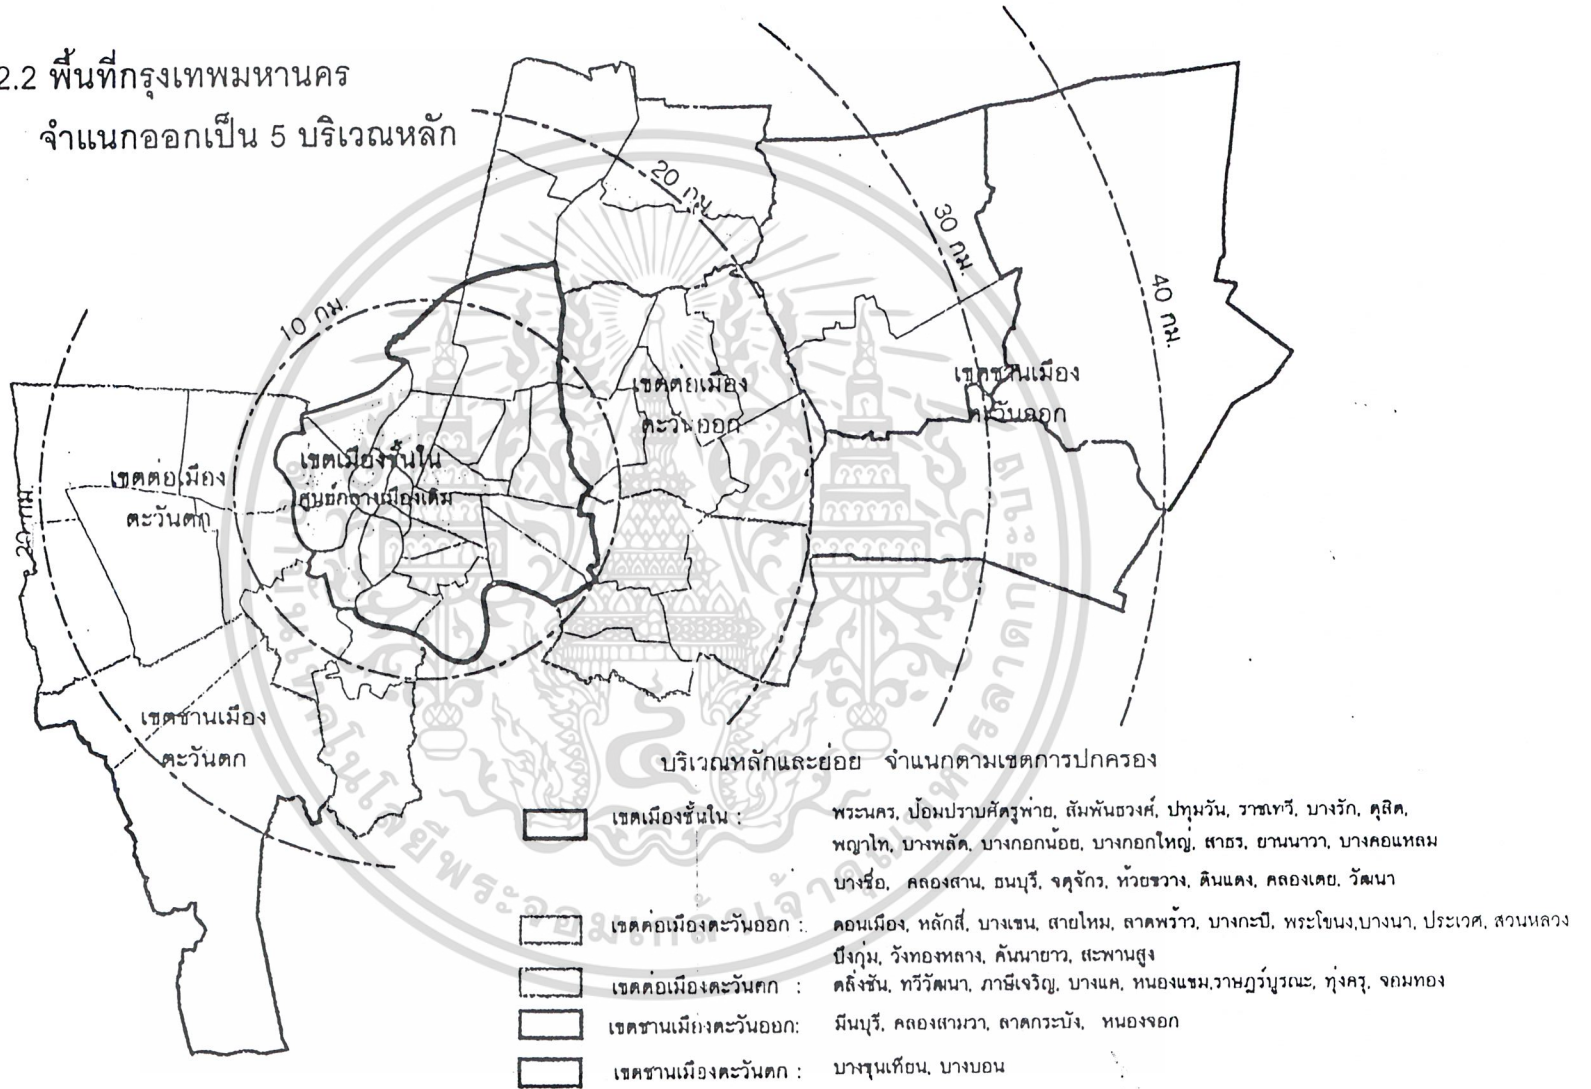 2.2 พื้นที่กรุงเทพมหานคร
จำแนกออกเป็น 5 บริเวณหลัก
10 กม.
20 กม.
30 กม.
40 กม.
20 กม.
เขตเมืองชั้นใน
ศูนย์กลางเมืองเดิม
เขตต่อเมือง
ตะวันออก
เขตชานเมือง
ตะวันออก
เขตต่อเมือง
ตะวันตก
เขตชานเมือง
ตะวันตก
บริเวณหลักและย่อย จำแนกตามเขตการปกครอง
เขตเมืองชั้นใน : พระนคร, ป้อมปราบศัตรูพ่าย, สัมพันธวงศ์, ปทุมวัน, ราชเทวี, บางรัก, ดุสิต,
พญาไท, บางพลัด, บางกอกน้อย, บางกอกใหญ่, สาธร, ยานนาวา, บางคอแหลม
บางซื่อ, คลองสาน, ธนบุรี, จตุจักร, ห้วยขวาง, ดินแดง, คลองเตย, วัฒนา
เขตต่อเมืองตะวันออก : ดอนเมือง, หลักสี่, บางเขน, สายไหม, ลาดพร้าว, บางกะปิ, พระโขนง,บางนา, ประเวศ, สวนหลวง
บึงกุ่ม, วังทองหลาง, คันนายาว, สะพานสูง
เขตต่อเมืองตะวันตก : ตลิ่งชัน, ทวีวัฒนา, ภาษีเจริญ, บางแค, หนองแขม,ราษฎร์บูรณะ, ทุ่งครุ, จอมทอง
เขตชานเมืองตะวันออก: มีนบุรี, คลองสามวา, ลาดกระบัง, หนองจอก
เขตชานเมืองตะวันตก : บางขุนเทียน, บางบอน